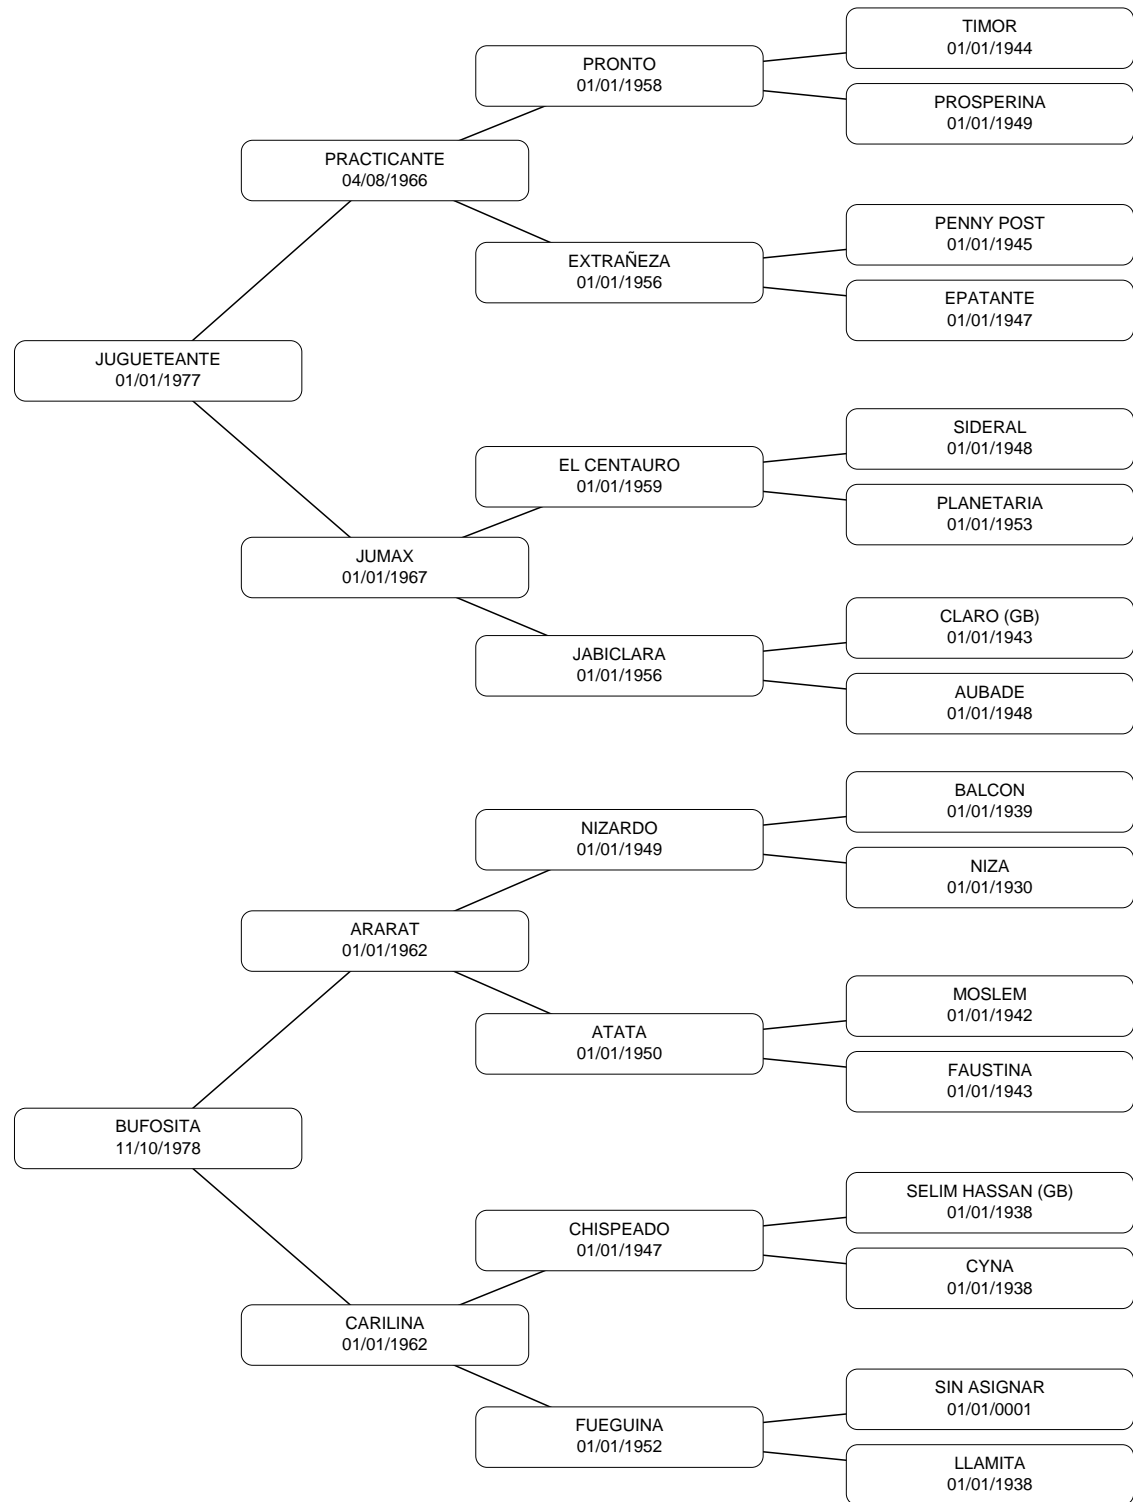 TIMOR
01/01/1944
PRONTO
01/01/1958
PROSPERINA
01/01/1949
PRACTICANTE
04/08/1966
PENNY POST
01/01/1945
EXTRAÑEZA
01/01/1956
EPATANTE
01/01/1947
JUGUETEANTE
01/01/1977
SIDERAL
01/01/1948
EL CENTAURO
01/01/1959
PLANETARIA
01/01/1953
JUMAX
01/01/1967
CLARO (GB)
01/01/1943
JABICLARA
01/01/1956
AUBADE
01/01/1948
BALCON
01/01/1939
NIZARDO
01/01/1949
NIZA
01/01/1930
ARARAT
01/01/1962
MOSLEM
01/01/1942
ATATA
01/01/1950
FAUSTINA
01/01/1943
BUFOSITA
11/10/1978
SELIM HASSAN (GB)
01/01/1938
CHISPEADO
01/01/1947
CYNA
01/01/1938
CARILINA
01/01/1962
SIN ASIGNAR
01/01/0001
FUEGUINA
01/01/1952
LLAMITA
01/01/1938